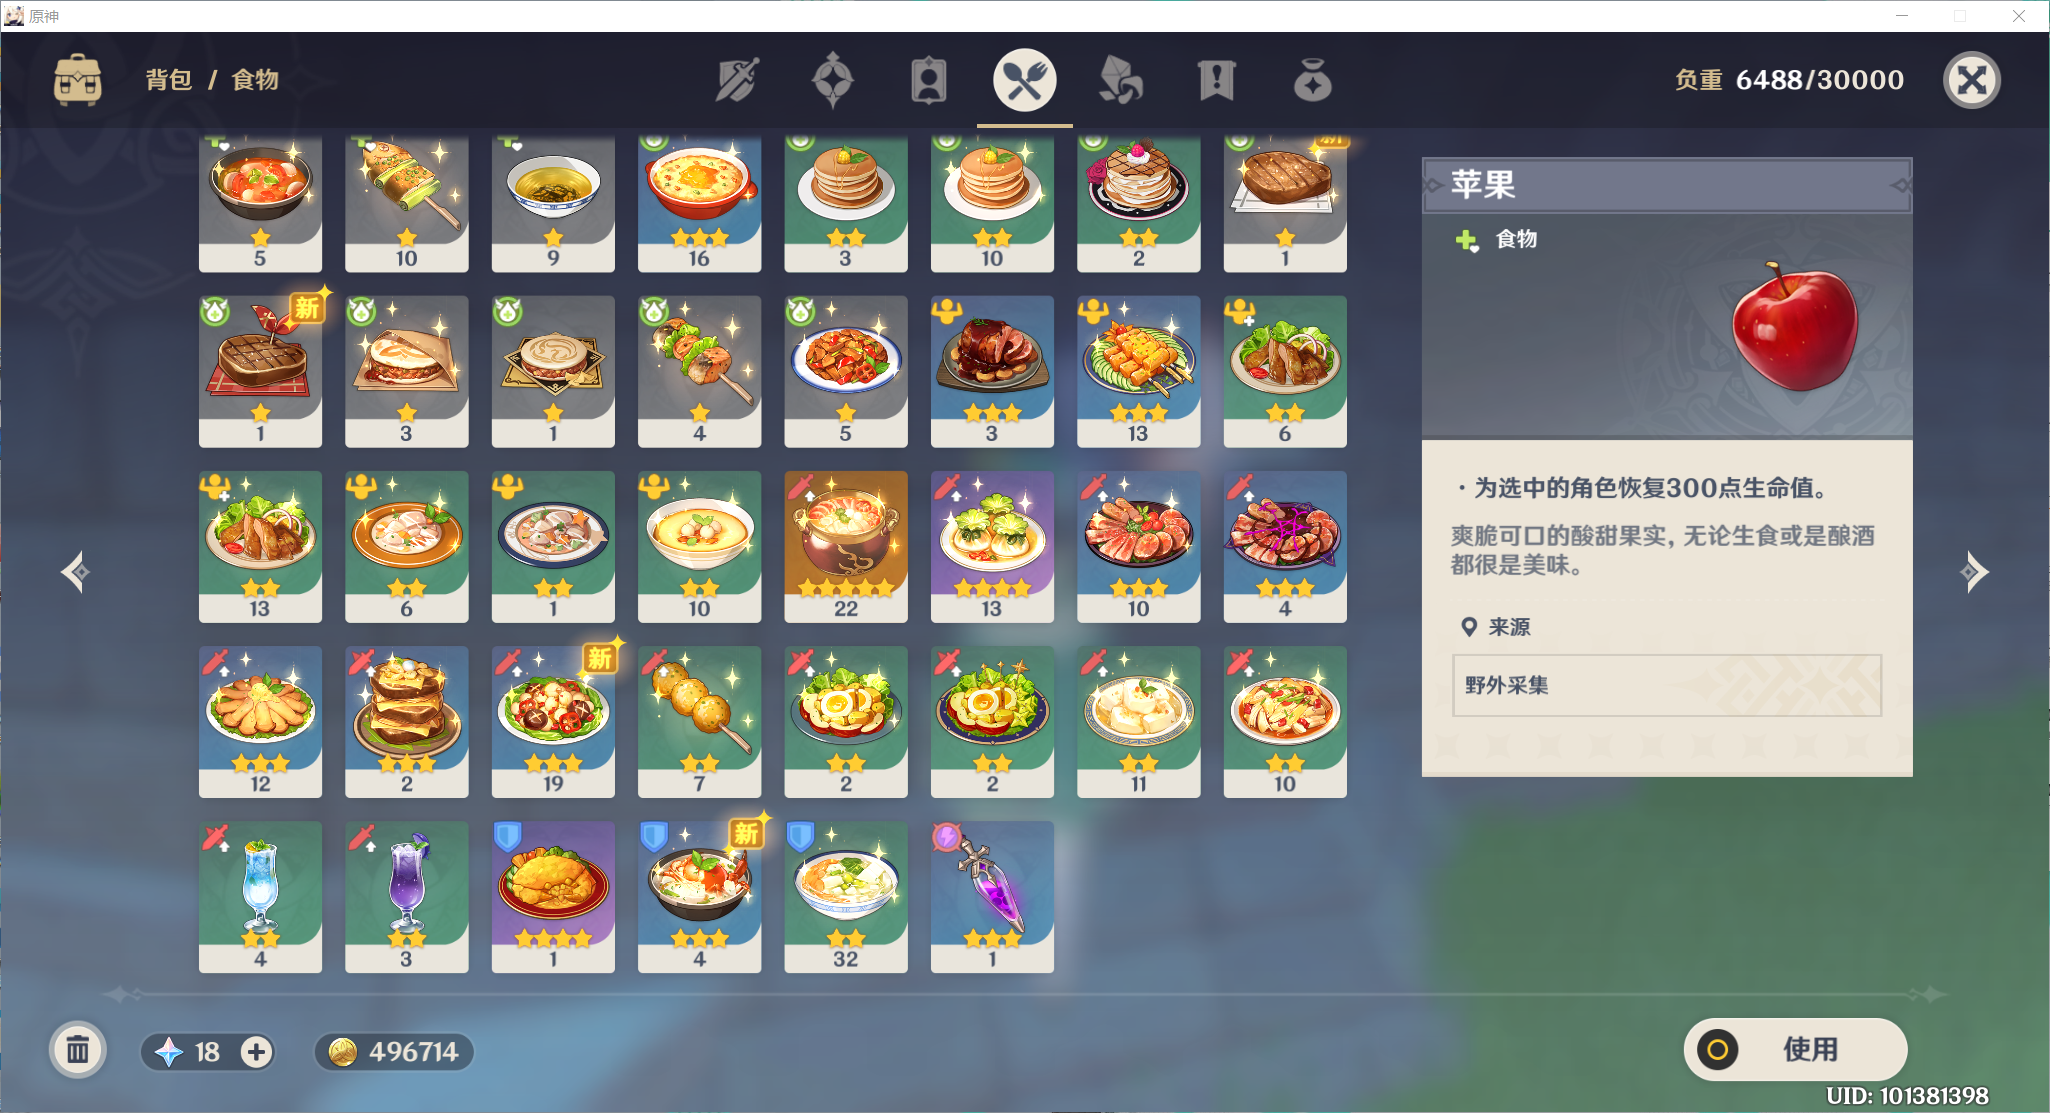 原神
背包 / 食物
负重 6488/30000
5
10
9
16
3
10
2
新
1
新
1
3
1
4
5
3
13
6
13
6
1
10
22
13
10
4
12
2
新
19
7
2
2
11
10
4
3
1
新
4
32
1
苹果
食物
·为选中的角色恢复300点生命值。
爽脆可口的酸甜果实，无论生食或是酿酒
都很是美味。
来源
野外采集
18
496714
使用
UID: 101381398